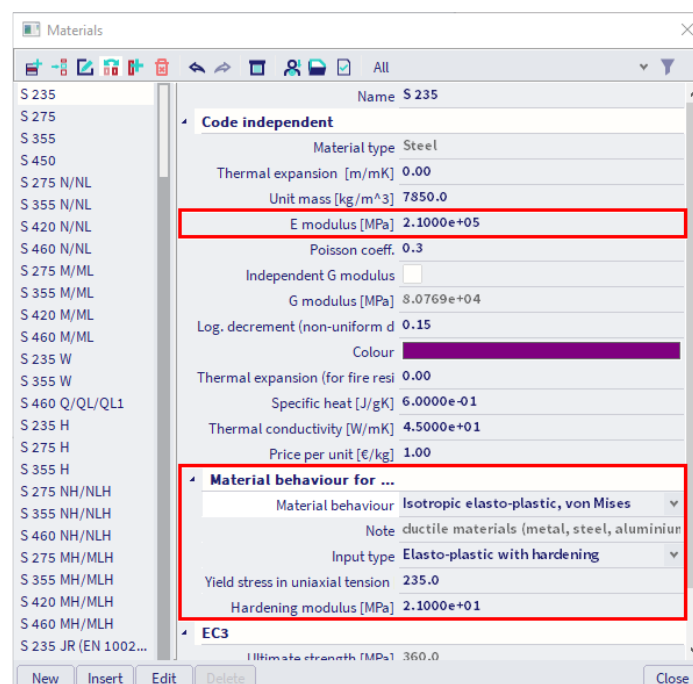 Materials
All
S 235
S 275
S 355
S 450
S 275 N/NL
S 355 N/NL
S 420 N/NL
S 460 N/NL
S 275 M/ML
S 355 M/ML
S 420 M/ML
S 460 M/ML
S 235 W
S 355 W
S 460 Q/QL/QL1
S 235 H
S 275 H
S 355 H
S 275 NH/NLH
S 355 NH/NLH
S 460 NH/NLH
S 275 MH/MLH
S 355 MH/MLH
S 420 MH/MLH
S 460 MH/MLH
S 235 JR (EN 1002...
Name S 235
Code independent
Material type Steel
Thermal expansion [m/mK] 0.00
Unit mass [kg/m^3] 7850.0
E modulus [MPa] 2.1000e+05
Poisson coeff. 0.3
Independent G modulus
G modulus [MPa] 8.0769e+04
Log. decrement (non-uniform d 0.15
Colour
Thermal expansion (for fire resi 0.00
Specific heat [J/gK] 6.0000e-01
Thermal conductivity [W/mK] 4.5000e+01
Price per unit [€/kg] 1.00
Material behaviour for ...
Material behaviour Isotropic elasto-plastic, von Mises
Note ductile materials (metal, steel, aluminiun
Input type Elasto-plastic with hardening
Yield stress in uniaxial tension 235.0
Hardening modulus [MPa] 2.1000e+01
EC3
Ultimate strength [MPa] 360.0
New Insert Edit Delete Close